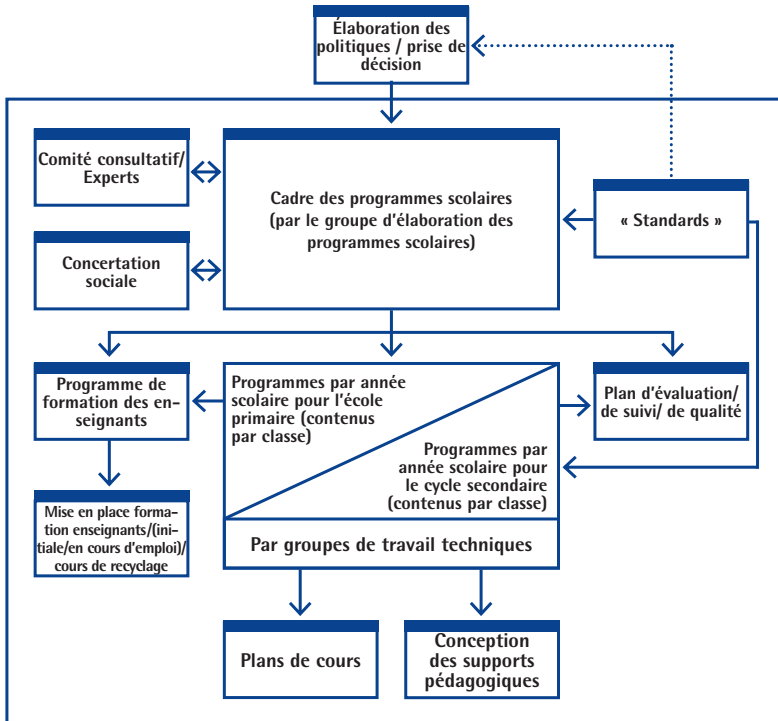 Élaboration des
politiques / prise de
décision
Comité consultatif/
Experts
Cadre des programmes scolaires
(par le groupe d'élaboration des
programmes scolaires)
« Standards »
Concertation
sociale
Programme de
formation des en-
seignants
Programmes par année
scolaire pour l'école
primaire (contenus
par classe)
Programmes par
année scolaire pour
le cycle secondaire
(contenus par classe)
Plan d'évaluation/
de suivi/ de qualité
Mise en place forma-
tion enseignants/(ini-
tiale/en cours d'emploi)/
cours de recyclage
Par groupes de travail techniques
Plans de cours
Conception
des supports
pédagogiques